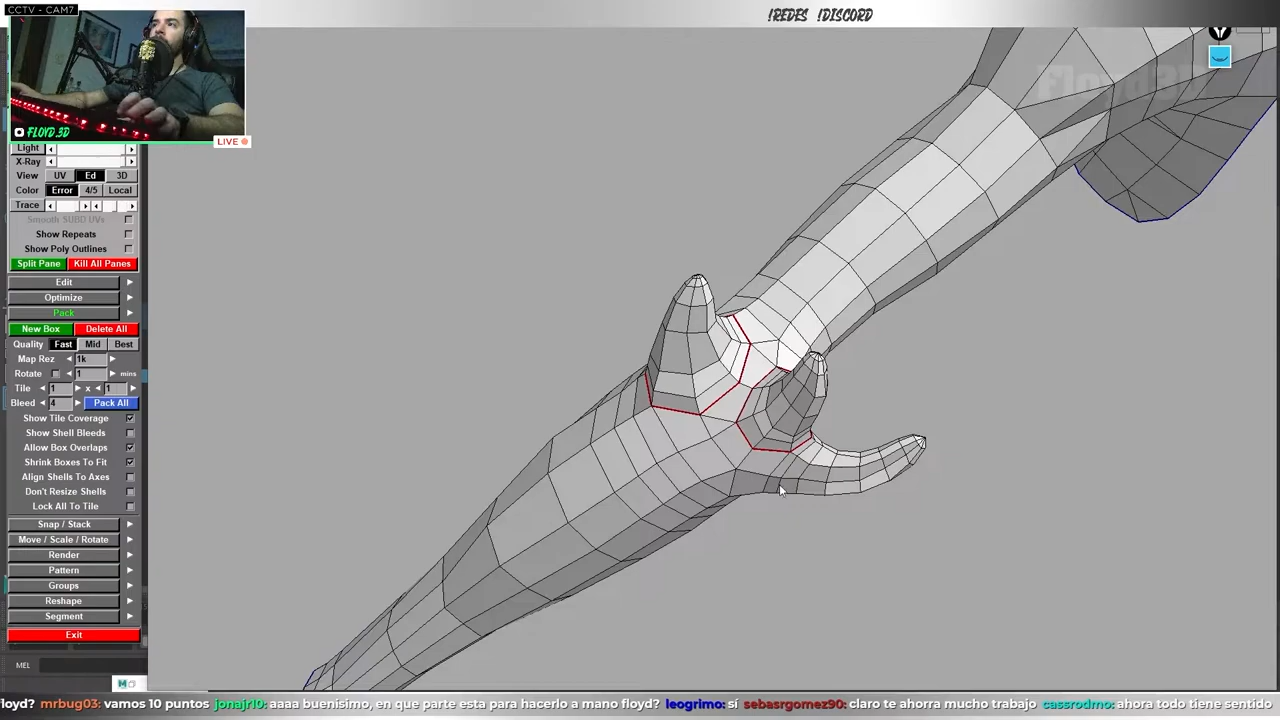 CCTV - CAM7
!REDES !DISCORD
Floyd3D
FLOYD.3D
LIVE
Light
X-Ray
View UV Ed 3D
Color Error 4/5 Local
Trace
Smooth SUBD UVs
Show Repeats
Show Poly Outlines
Split Pane Kill All Panes
Edit
Optimize
Pack
New Box Delete All
Quality Fast Mid Best
Map Rez 1k
Rotate 1 mins
Tile 1 x 1
Bleed 4 Pack All
Show Tile Coverage
Show Shell Bleeds
Allow Box Overlaps
Shrink Boxes To Fit
Align Shells To Axes
Don't Resize Shells
Lock All To Tile
Snap / Stack
Move / Scale / Rotate
Render
Pattern
Groups
Reshape
Segment
Exit
MEL
floyd? mrbug03: vamos 10 puntos jonajr10: aaaa buenisimo, en que parte esta para hacerlo a mano floyd? leogrimo: sí sebasrgomez90: claro te ahorra mucho trabajo cassrodmo: ahora todo tiene sentido